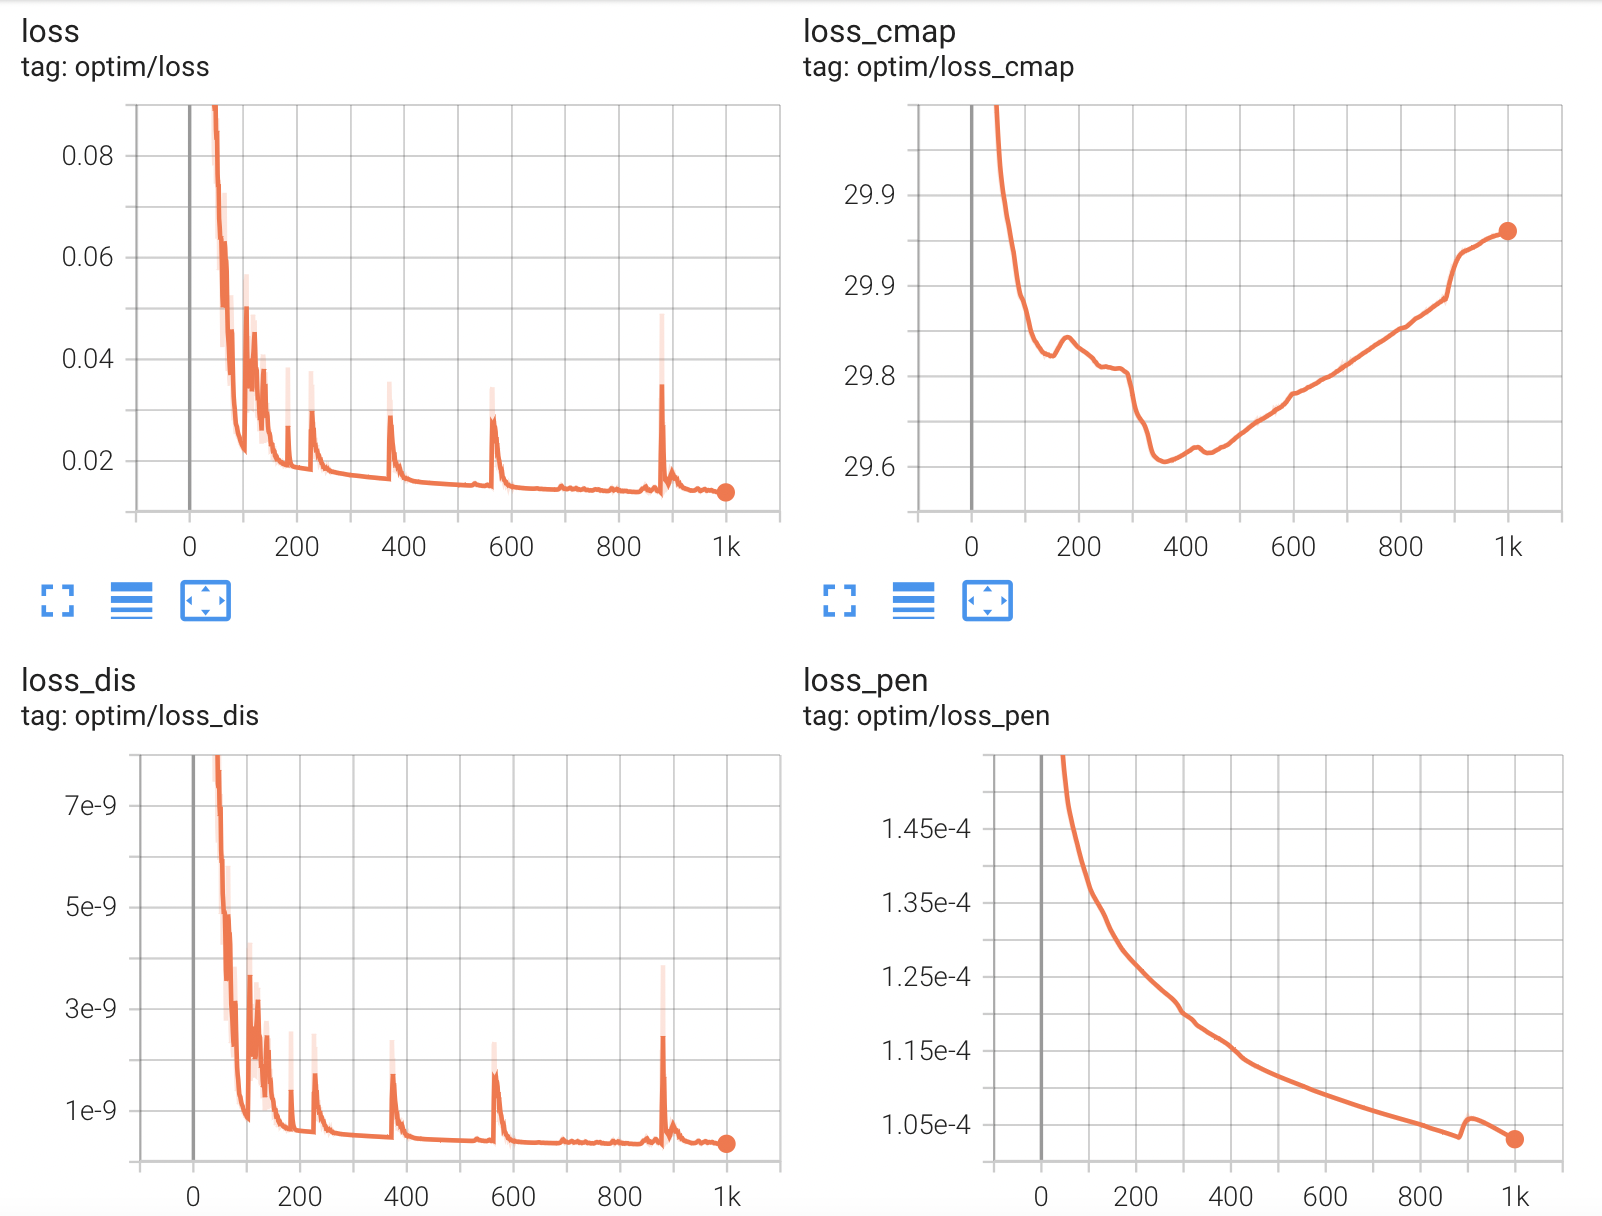 loss
tag: optim/loss
0.08
0.06
0.04
0.02
0 200 400 600 800 1k
loss_cmap
tag: optim/loss_cmap
29.9
29.9
29.8
29.6
0 200 400 600 800 1k
loss_dis
tag: optim/loss_dis
7e-9
5e-9
3e-9
1e-9
0 200 400 600 800 1k
loss_pen
tag: optim/loss_pen
1.45e-4
1.35e-4
1.25e-4
1.15e-4
1.05e-4
0 200 400 600 800 1k